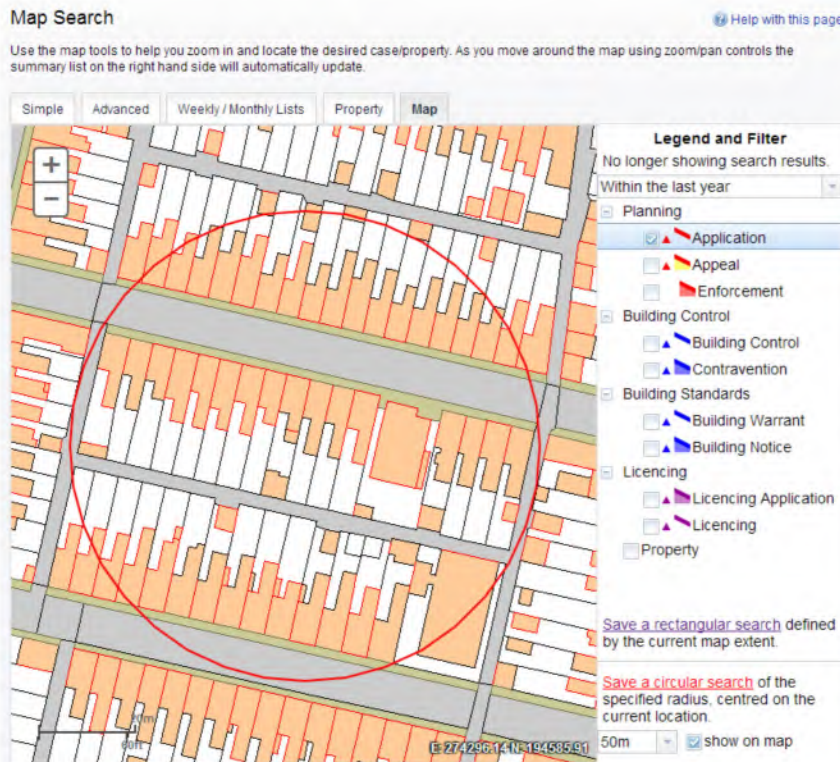 Map Search
Help with this page
Use the map tools to help you zoom in and locate the desired case/property. As you move around the map using zoom/pan controls the
summary list on the right hand side will automatically update.
Simple
Advanced
Weekly / Monthly Lists
Property
Map
+
−
Legend and Filter
No longer showing search results.
Within the last year
Planning
Application
Appeal
Enforcement
Building Control
Building Control
Contravention
Building Standards
Building Warrant
Building Notice
Licencing
Licencing Application
Licencing
Property
Save a rectangular search defined
by the current map extent.
Save a circular search of the
specified radius, centred on the
current location.
50m
show on map
20m
60ft
E: 274296.14 N: 194585.91